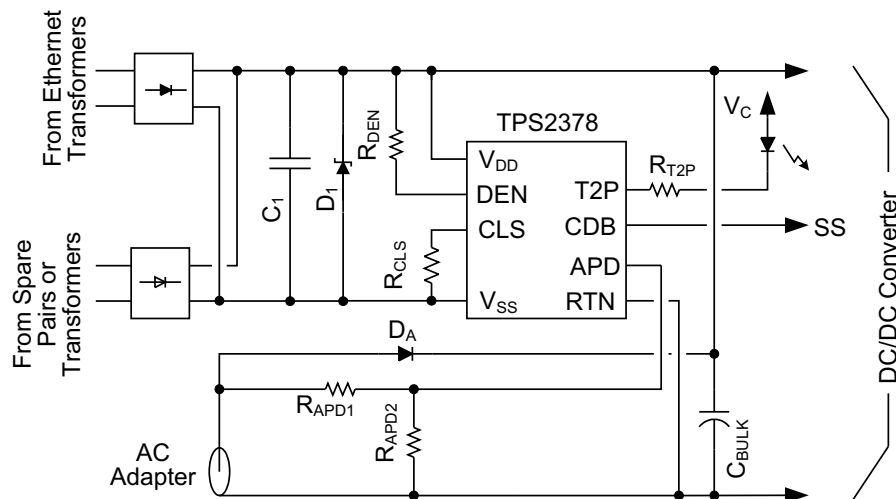 From Ethernet
Transformers
From Spare
Pairs or
Transformers
C1
D1
RDEN
RCLS
TPS2378
VDD
DEN
CLS
VSS
T2P
CDB
APD
RTN
RT2P
VC
SS
DA
RAPD1
RAPD2
CBULK
AC
Adapter
DC/DC Converter